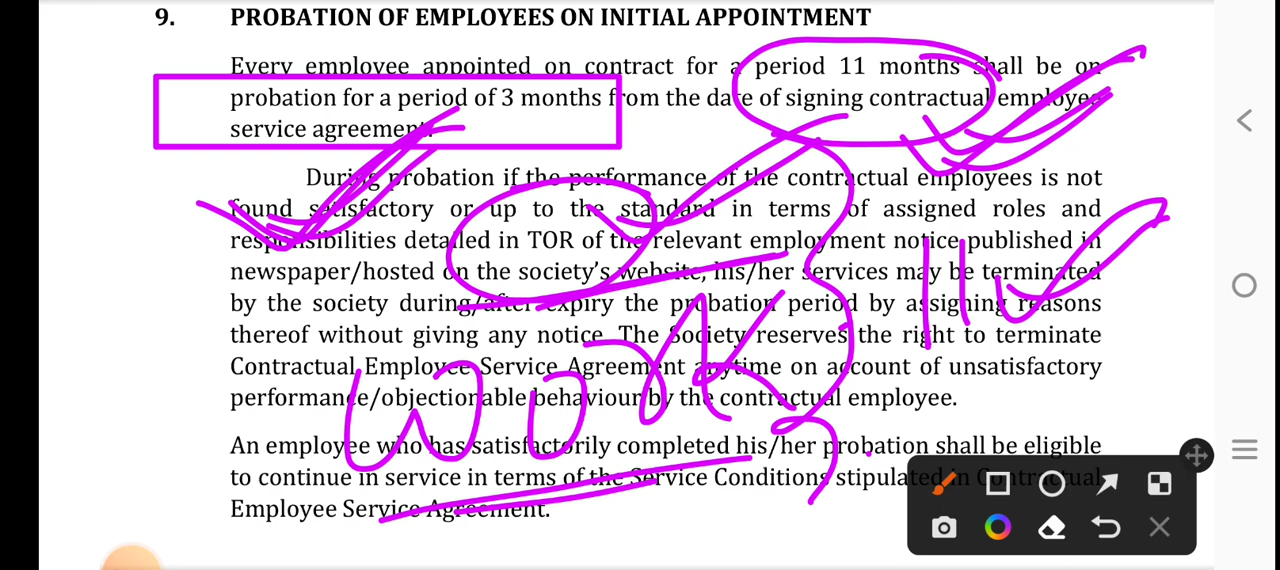 9. PROBATION OF EMPLOYEES ON INITIAL APPOINTMENT
Every employee appointed on contract for a period 11 months shall be on
probation for a period of 3 months from the date of signing contractual employee
service agreement.
During probation if the performance of the contractual employees is not
found satisfactory or up to the standard in terms of assigned roles and
responsibilities detailed in TOR of the relevant employment notice published in
newspaper/hosted on the society's website, his/her services may be terminated
by the society during/after expiry the probation period by assigning reasons
thereof without giving any notice. The Society reserves the right to terminate
Contractual Employee Service Agreement anytime on account of unsatisfactory
performance/objectionable behaviour by the contractual employee.
11
work
An employee who has satisfactorily completed his/her probation shall be eligible
to continue in service in terms of the Service Conditions stipulated in Contractual
Employee Service Agreement.